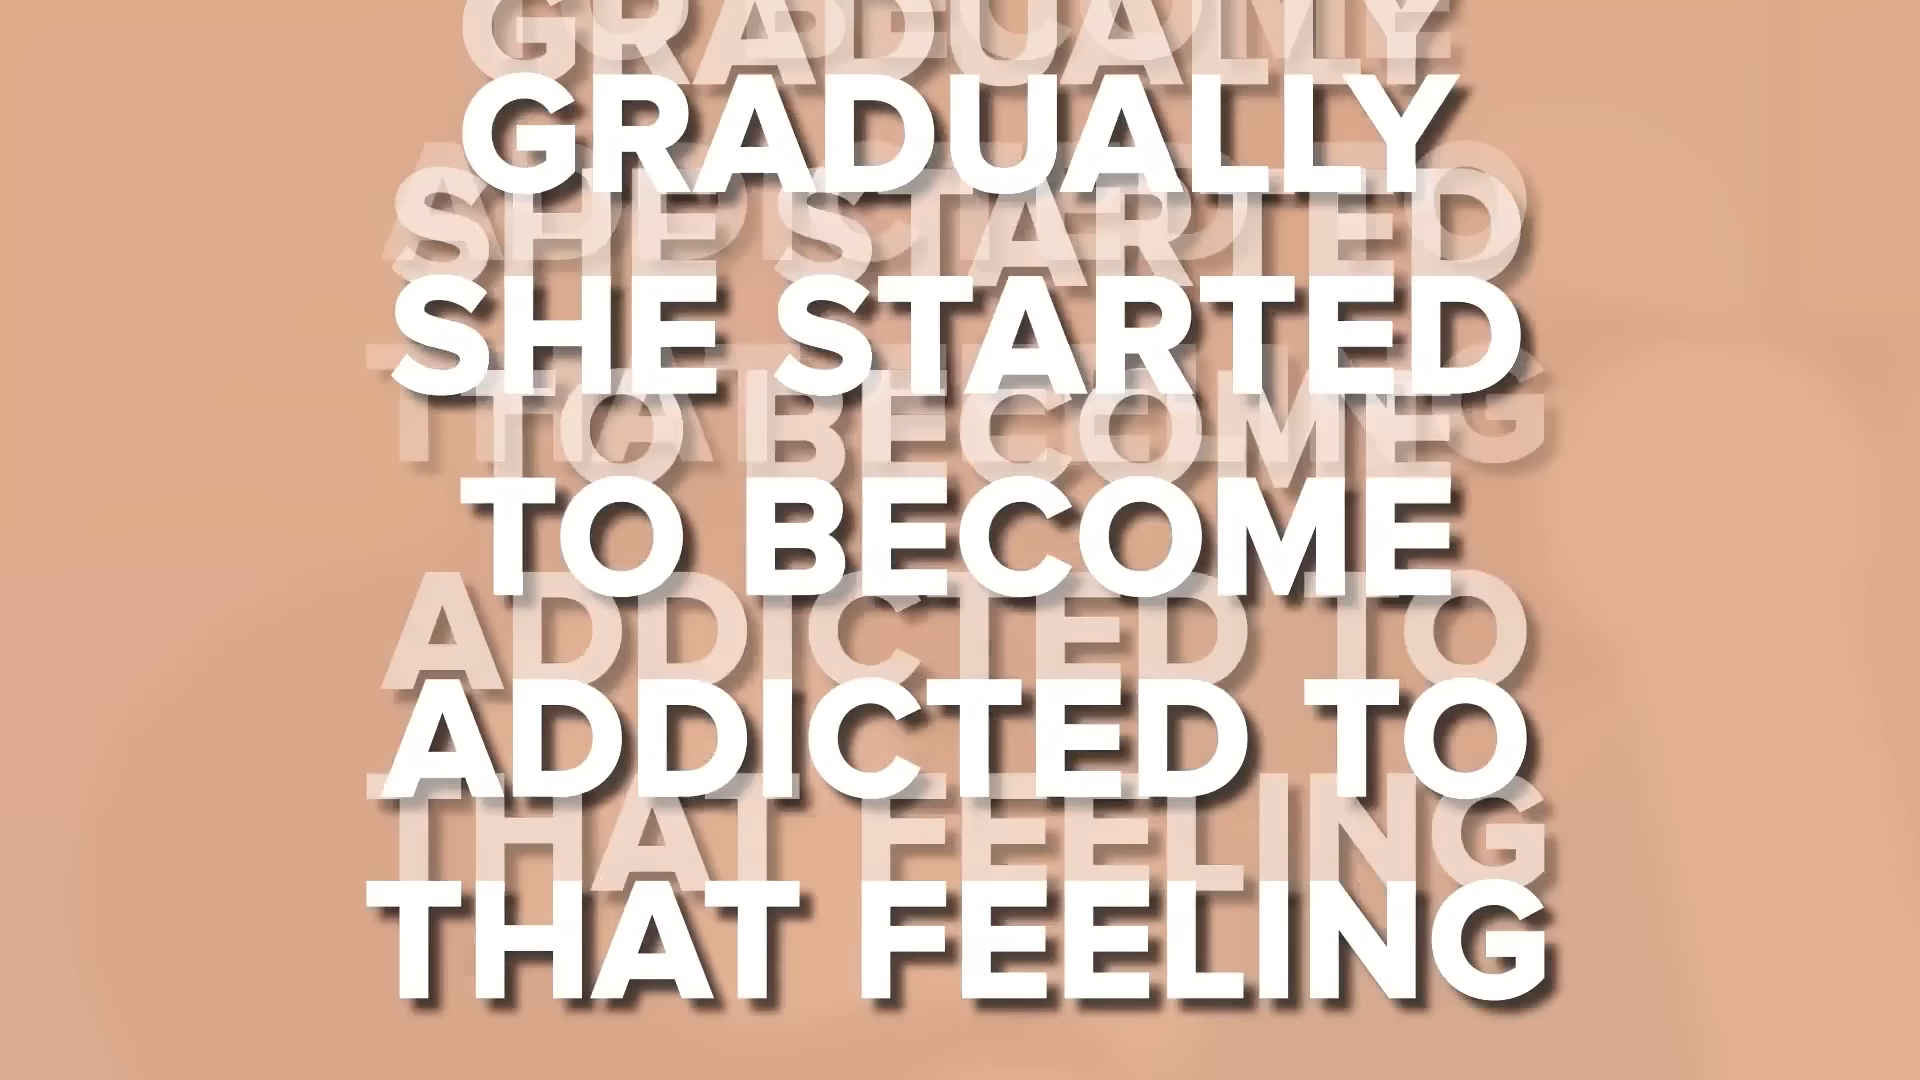 GRADUALLY
SHE STARTED
TO BECOME
ADDICTED TO
THAT FEELING